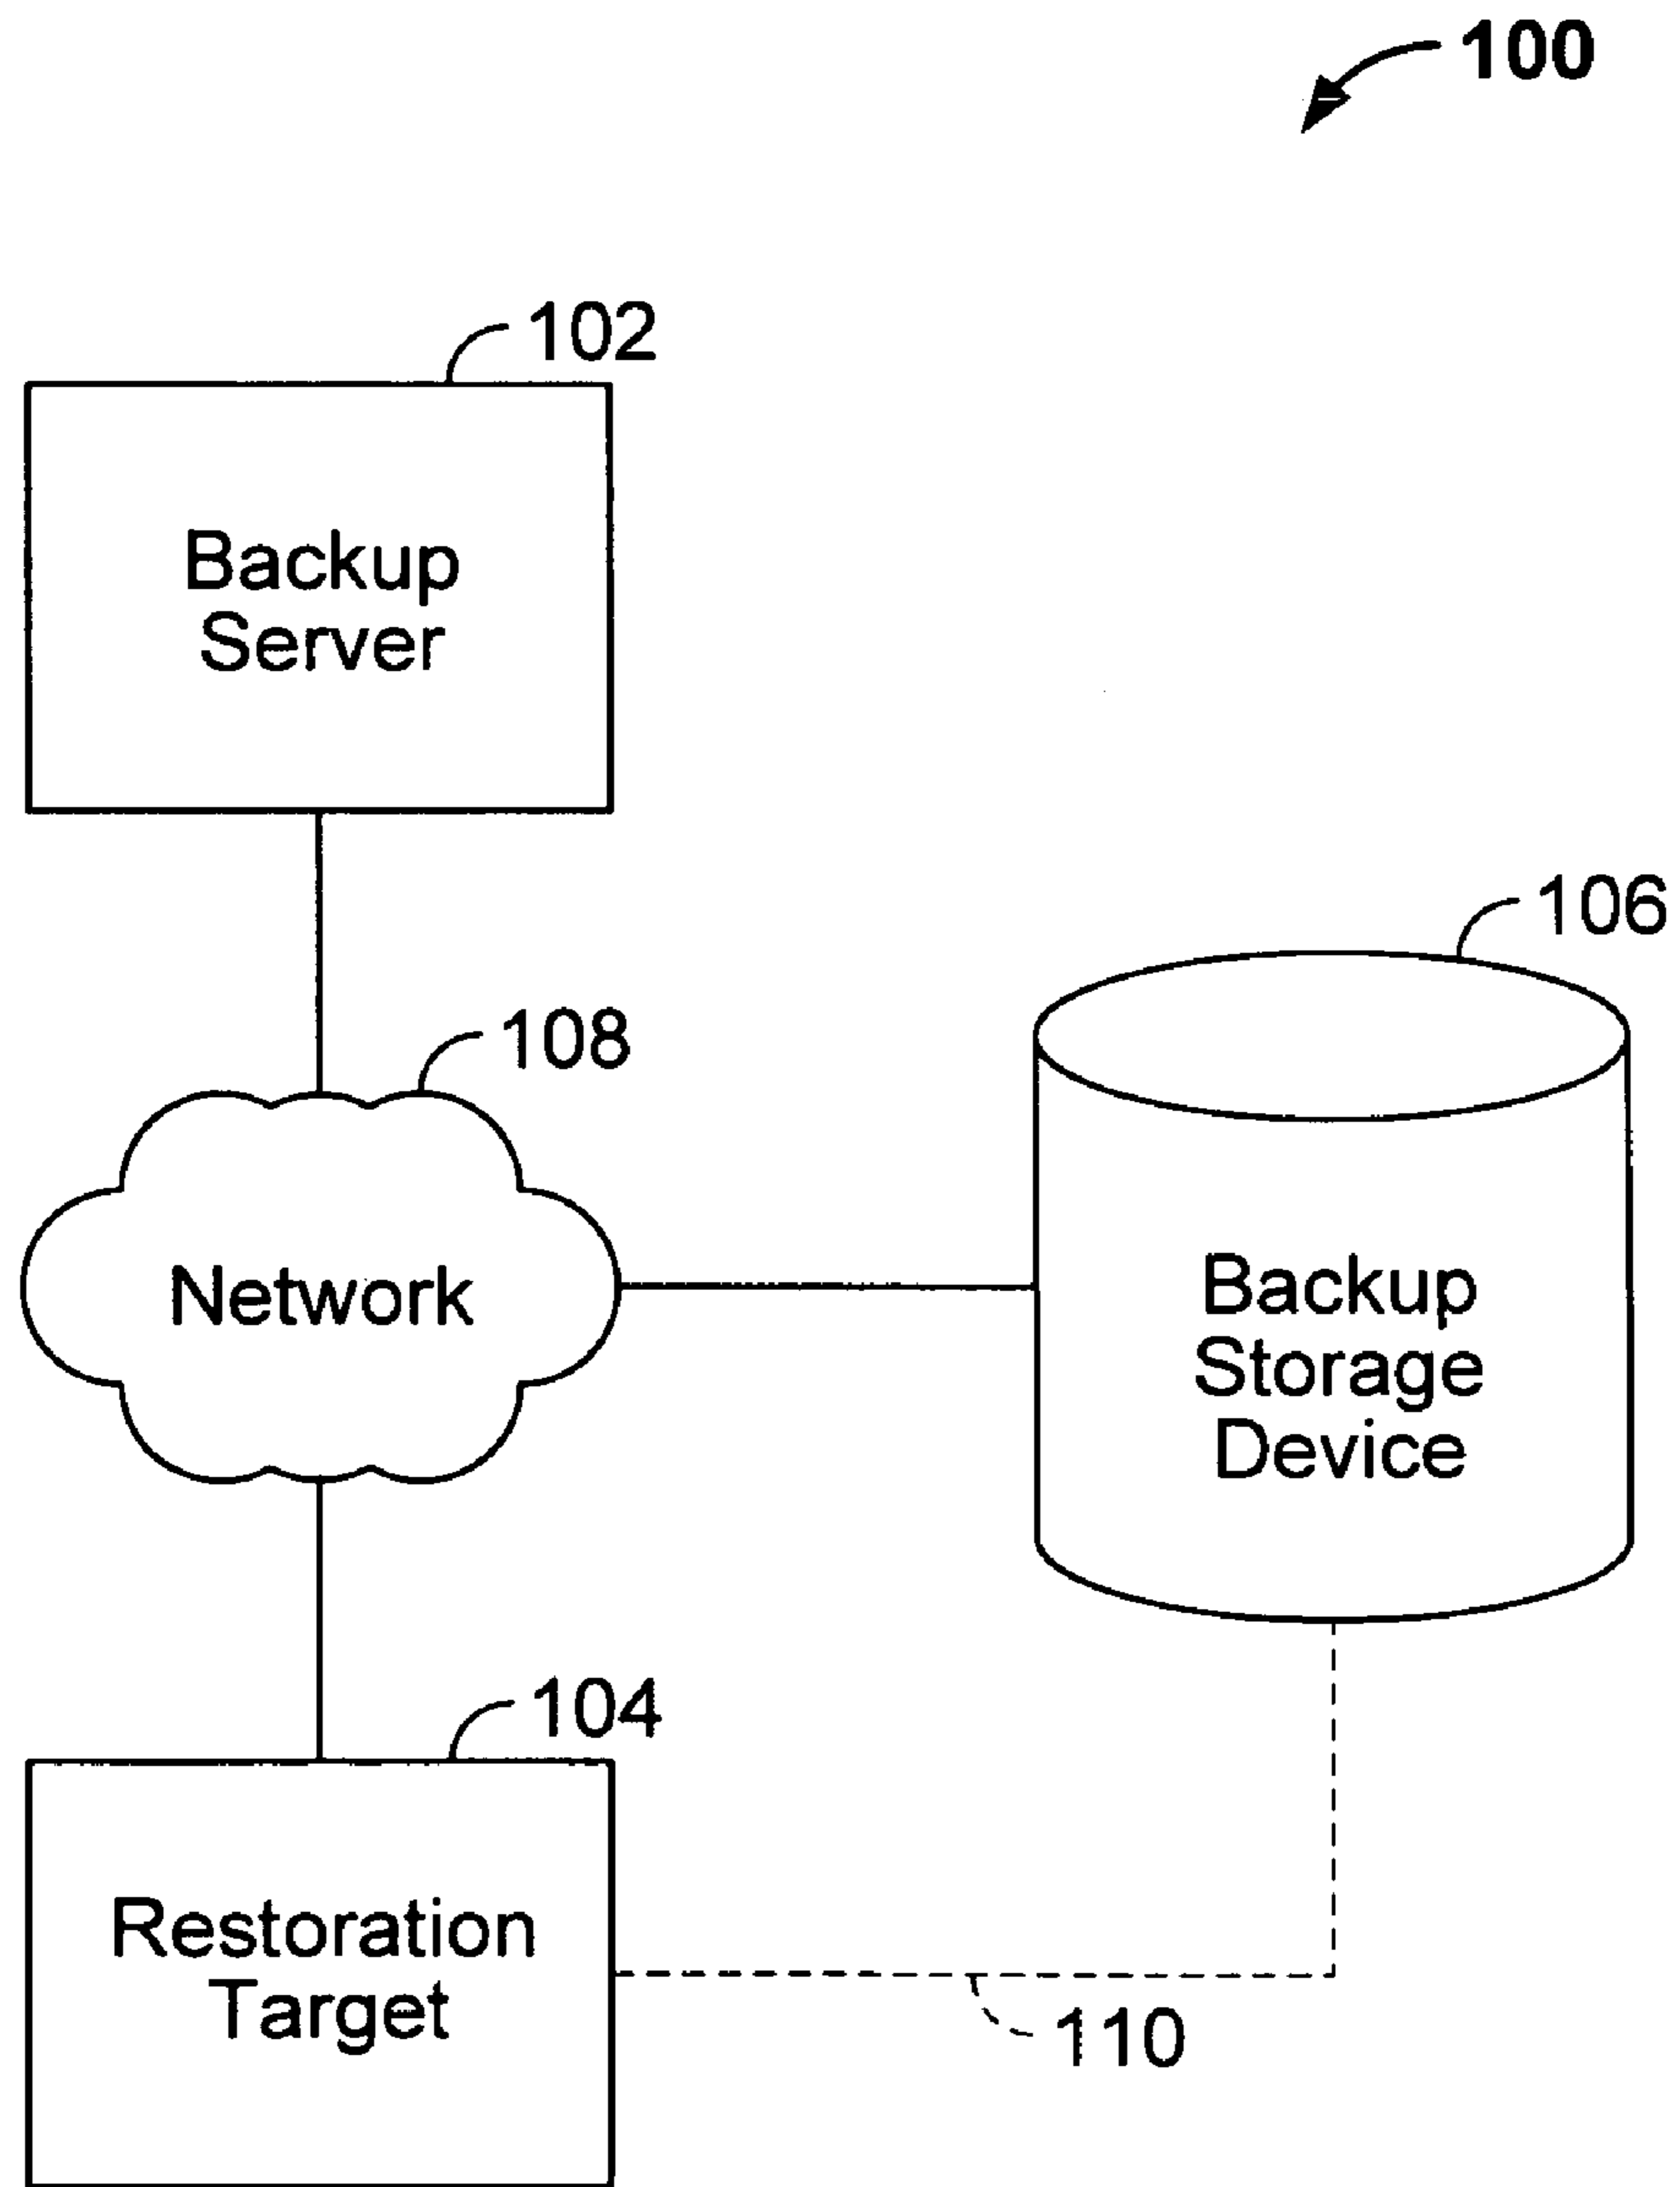 100
102
Backup
Server
106
108
Network
Backup
Storage
Device
104
Restoration
Target
110